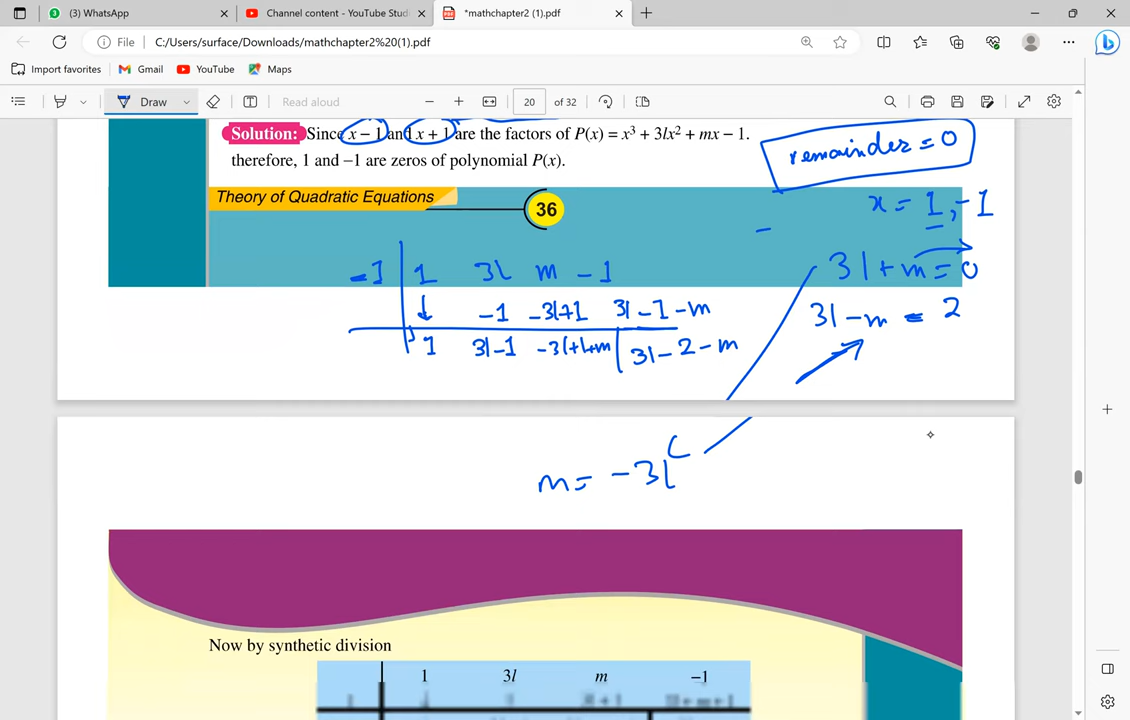 (3) WhatsApp
Channel content - YouTube Studi
*mathchapter2 (1).pdf
File C:/Users/surface/Downloads/mathchapter2%20(1).pdf
Import favorites Gmail YouTube Maps
Draw Read aloud 20 of 32
Solution: Since x − 1 and x + 1 are the factors of P(x) = x³ + 3lx² + mx − 1.
remainder = 0
therefore, 1 and −1 are zeros of polynomial P(x).
Theory of Quadratic Equations 36
x = 1, -1
-1 1 3l m -1
3l + m = 0
-1 -3l+1 3l-1-m
3l - m = 2
1 3l-1 -3l+1+m 3l-2-m
m = -3l
Now by synthetic division
1 3l m −1